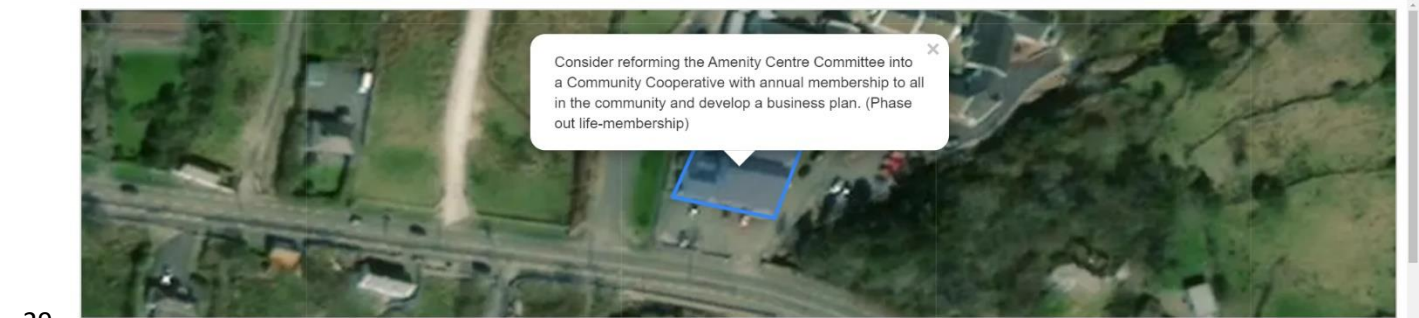 Consider reforming the Amenity Centre Committee into
a Community Cooperative with annual membership to all
in the community and develop a business plan. (Phase
out life-membership)